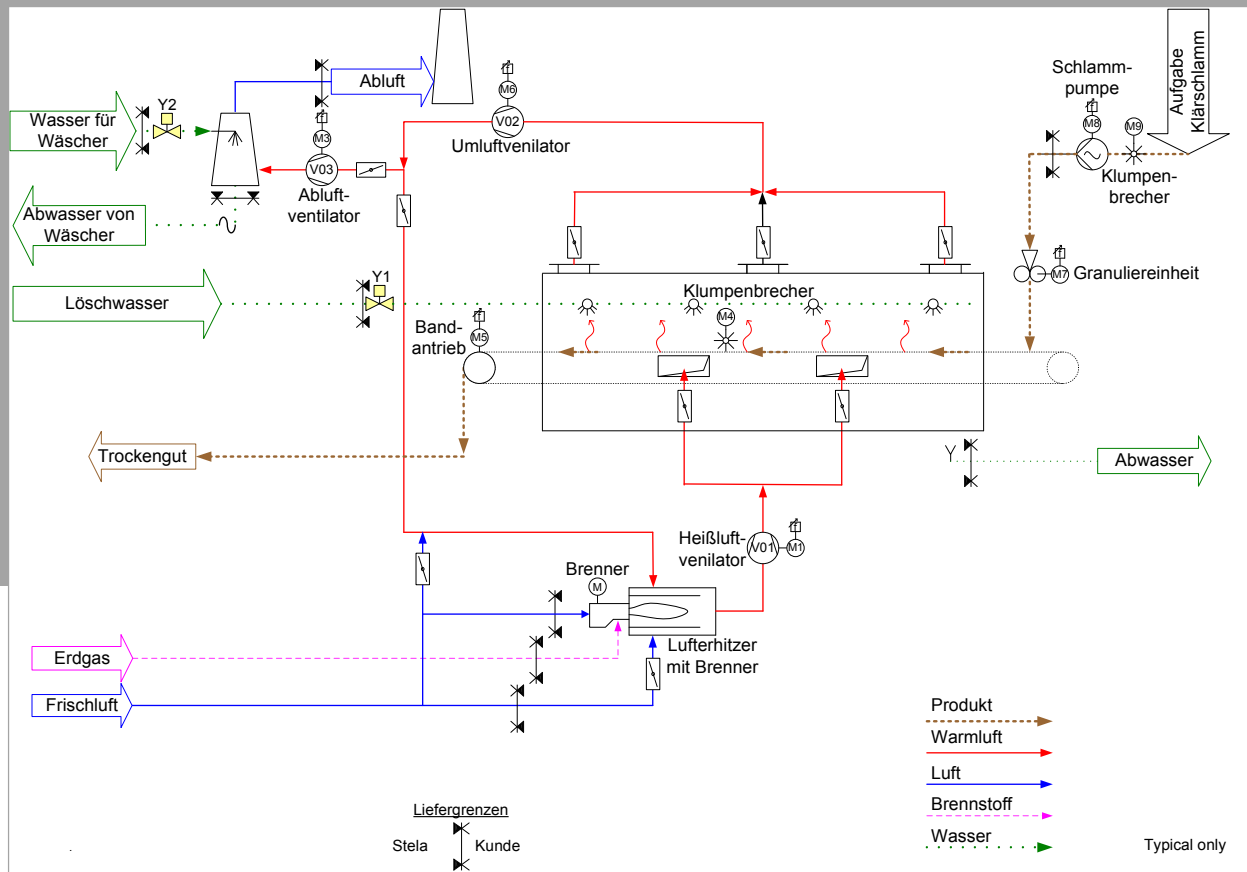 Abluft
M6
V02
Umluftvenilator
Wasser für
Wäscher
Y2
M3
V03
Abluft-
ventilator
Abwasser von
Wäscher
Schlamm-
pumpe
M8
M9
Aufgabe
Klärschlamm
Klumpen-
brecher
M7
Granuliereinheit
Löschwasser
Y1
Klumpenbrecher
M4
Band-
antrieb
M5
Trockengut
Abwasser
Heißluft-
venilator
V01
M1
Brenner
M
Lufterhitzer
mit Brenner
Erdgas
Frischluft
Produkt
Warmluft
Luft
Brennstoff
Wasser
Liefergrenzen
Stela
Kunde
Typical only